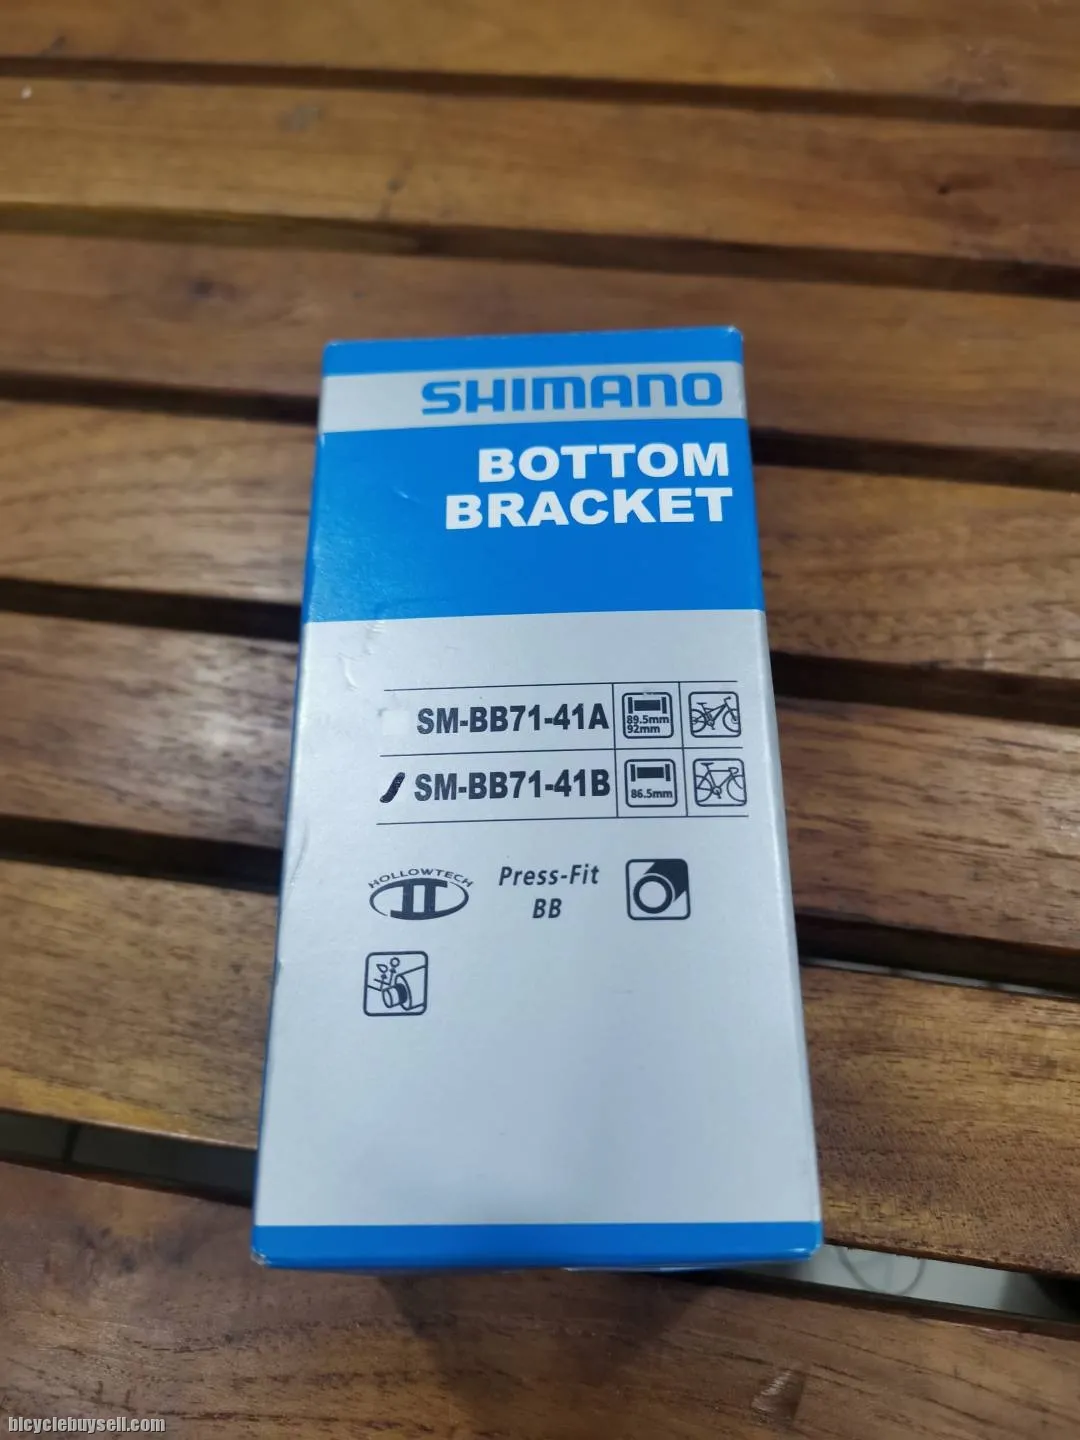 SHIMANO
BOTTOM
BRACKET
SM-BB71-41A
89.5mm
92mm
SM-BB71-41B
86.5mm
HOLLOWTECH
II
Press-Fit
BB
bicyclebuysell.com